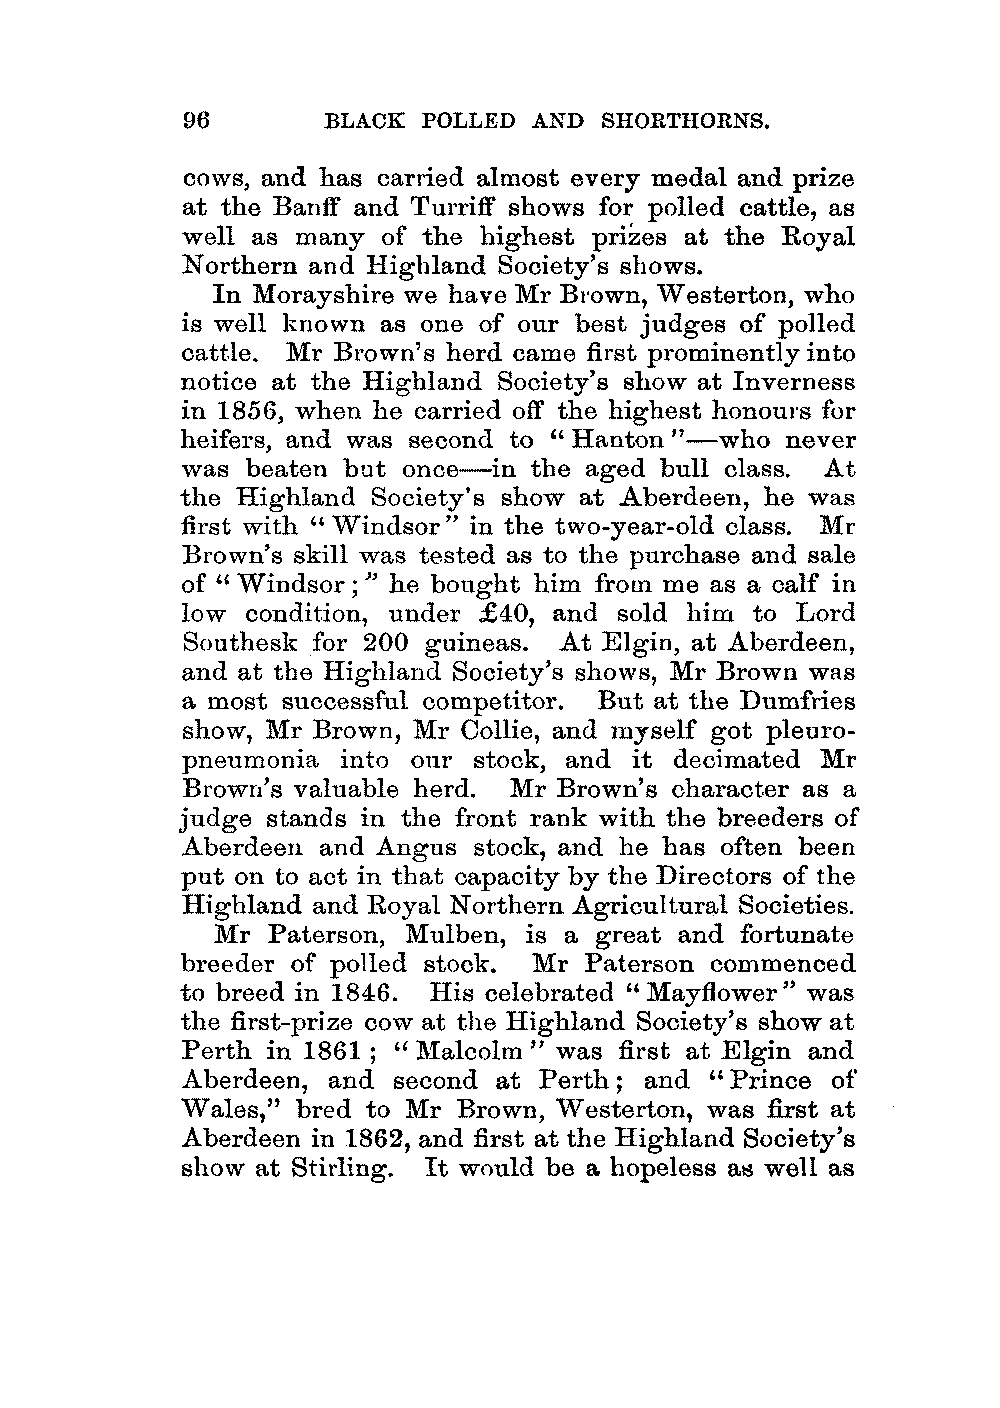 96 BLACK POLLED AND SHORTHORNS.
cows, and has carried almost every medal and prize
at the Banff and Turriff shows for polled cattle, as
well as many of the highest prizes at the Royal
Northern and Highland Society's shows.
In Morayshire we have Mr Brown, Westerton, who
is well known as one of our best judges of polled
cattle. Mr Brown's herd came first prominently into
notice at the Highland Society's show at Inverness
in 1856, when he carried off the highest honours for
heifers, and was second to “Hanton”—who never
was beaten but once—in the aged bull class. At
the Highland Society's show at Aberdeen, he was
first with “Windsor” in the two-year-old class. Mr
Brown's skill was tested as to the purchase and sale
of “Windsor;” he bought him from me as a calf in
low condition, under £40, and sold him to Lord
Southesk for 200 guineas. At Elgin, at Aberdeen,
and at the Highland Society's shows, Mr Brown was
a most successful competitor. But at the Dumfries
show, Mr Brown, Mr Collie, and myself got pleuro-
pneumonia into our stock, and it decimated Mr
Brown's valuable herd. Mr Brown's character as a
judge stands in the front rank with the breeders of
Aberdeen and Angus stock, and he has often been
put on to act in that capacity by the Directors of the
Highland and Royal Northern Agricultural Societies.
Mr Paterson, Mulben, is a great and fortunate
breeder of polled stock. Mr Paterson commenced
to breed in 1846. His celebrated “Mayflower” was
the first-prize cow at the Highland Society's show at
Perth in 1861; “Malcolm” was first at Elgin and
Aberdeen, and second at Perth; and “Prince of
Wales,” bred to Mr Brown, Westerton, was first at
Aberdeen in 1862, and first at the Highland Society's
show at Stirling. It would be a hopeless as well as